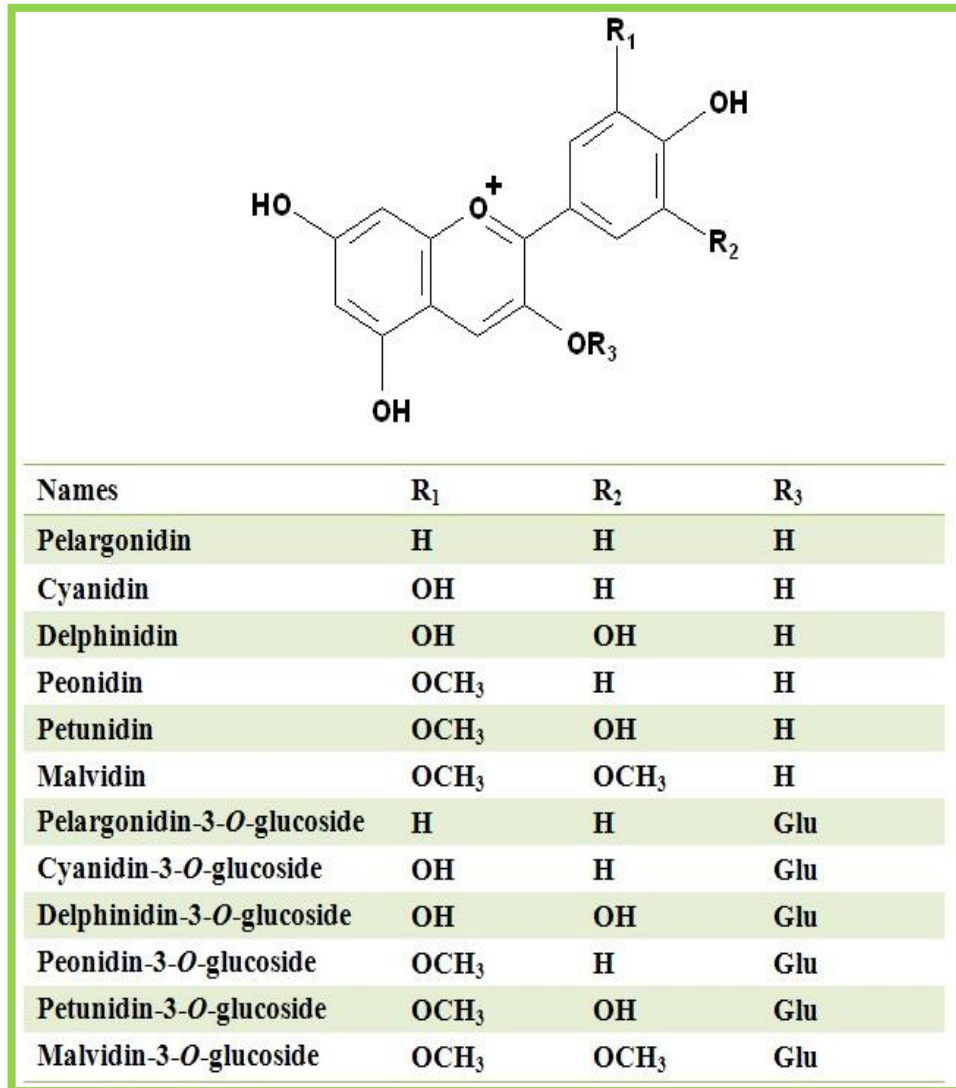 R₁
OH
HO
O⁺
R₂
OR₃
OH
Names R₁ R₂ R₃
Pelargonidin H H H
Cyanidin OH H H
Delphinidin OH OH H
Peonidin OCH₃ H H
Petunidin OCH₃ OH H
Malvidin OCH₃ OCH₃ H
Pelargonidin-3-O-glucoside H H Glu
Cyanidin-3-O-glucoside OH H Glu
Delphinidin-3-O-glucoside OH OH Glu
Peonidin-3-O-glucoside OCH₃ H Glu
Petunidin-3-O-glucoside OCH₃ OH Glu
Malvidin-3-O-glucoside OCH₃ OCH₃ Glu